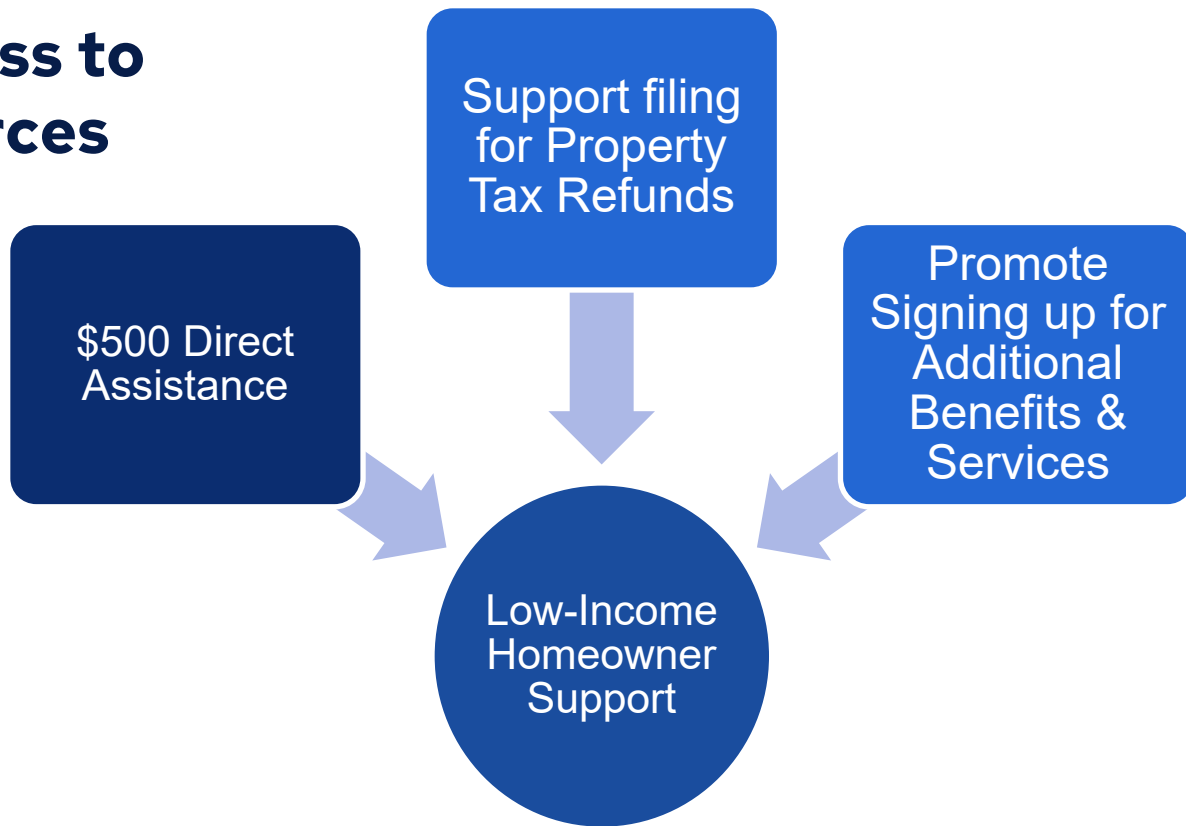 ss to
rces
Support filing
for Property
Tax Refunds
$500 Direct
Assistance
Promote
Signing up for
Additional
Benefits &
Services
Low-Income
Homeowner
Support